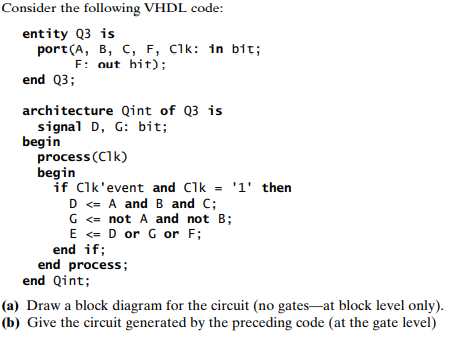 Consider the following VHDL code:
entity Q3 is
port(A, B, C, F, Clk: in bit;
F: out bit);
end Q3;
architecture Qint of Q3 is
signal D, G: bit;
begin
process(Clk)
begin
if Clk'event and Clk = '1' then
D <= A and B and C;
G <= not A and not B;
E <= D or G or F;
end if;
end process;
end Qint;
(a) Draw a block diagram for the circuit (no gates—at block level only).
(b) Give the circuit generated by the preceding code (at the gate level)